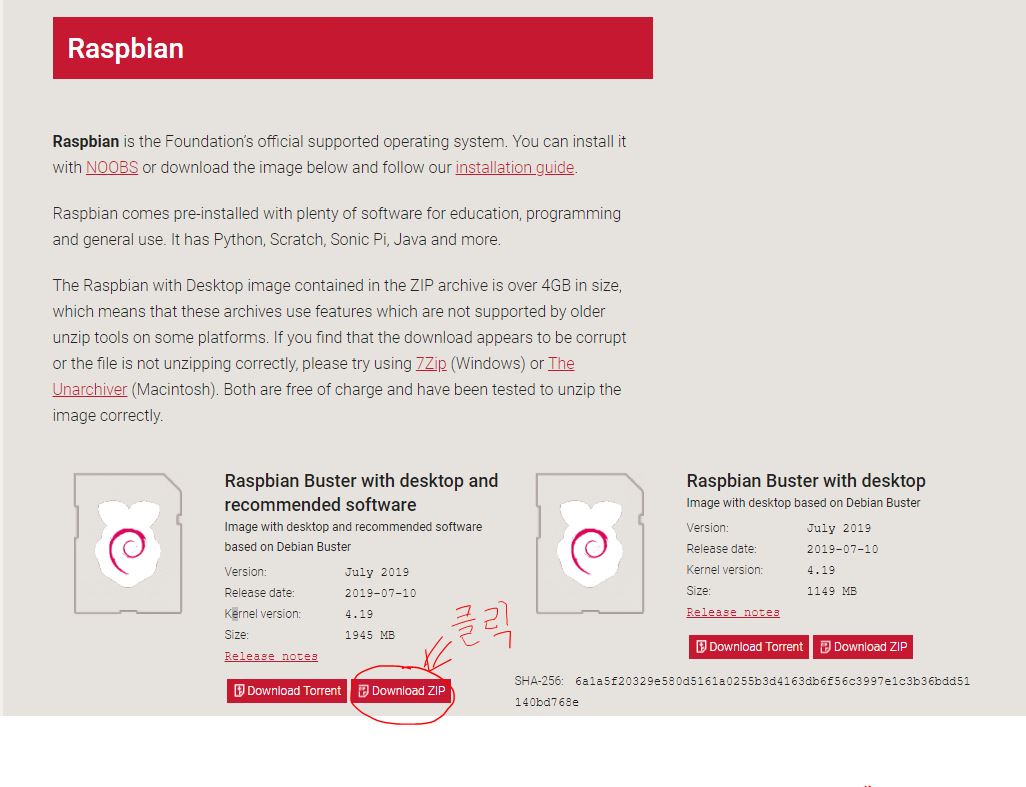 Raspbian
Raspbian is the Foundation's official supported operating system. You can install it
with NOOBS or download the image below and follow our installation guide.
Raspbian comes pre-installed with plenty of software for education, programming
and general use. It has Python, Scratch, Sonic Pi, Java and more.
The Raspbian with Desktop image contained in the ZIP archive is over 4GB in size,
which means that these archives use features which are not supported by older
unzip tools on some platforms. If you find that the download appears to be corrupt
or the file is not unzipping correctly, please try using 7Zip (Windows) or The
Unarchiver (Macintosh). Both are free of charge and have been tested to unzip the
image correctly.
Raspbian Buster with desktop and
recommended software
Image with desktop and recommended software
based on Debian Buster
Version: July 2019
Release date: 2019-07-10
Kernel version: 4.19
Size: 1945 MB
Release notes
Download Torrent Download ZIP
클릭
Raspbian Buster with desktop
Image with desktop based on Debian Buster
Version: July 2019
Release date: 2019-07-10
Kernel version: 4.19
Size: 1149 MB
Release notes
Download Torrent Download ZIP
SHA-256: 6a1a5f20329e580d5161a0255b3d4163db6f56c3997e1c3b36bdd51
140bd768e